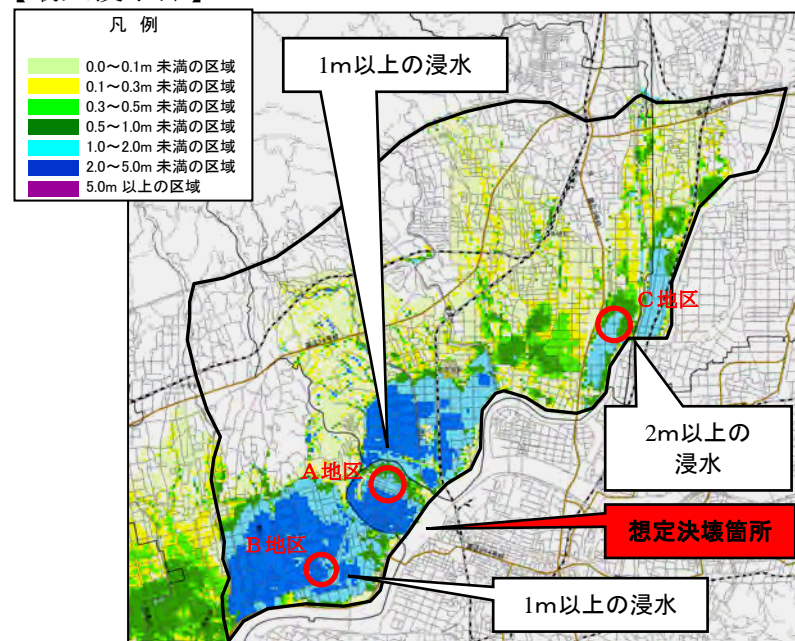 凡 例
0.0～0.1m 未満の区域
0.1～0.3m 未満の区域
0.3～0.5m 未満の区域
0.5～1.0m 未満の区域
1.0～2.0m 未満の区域
2.0～5.0m 未満の区域
5.0m 以上の区域
1m以上の浸水
C地区
2m以上の
浸水
A地区
想定決壊箇所
B地区
1m以上の浸水